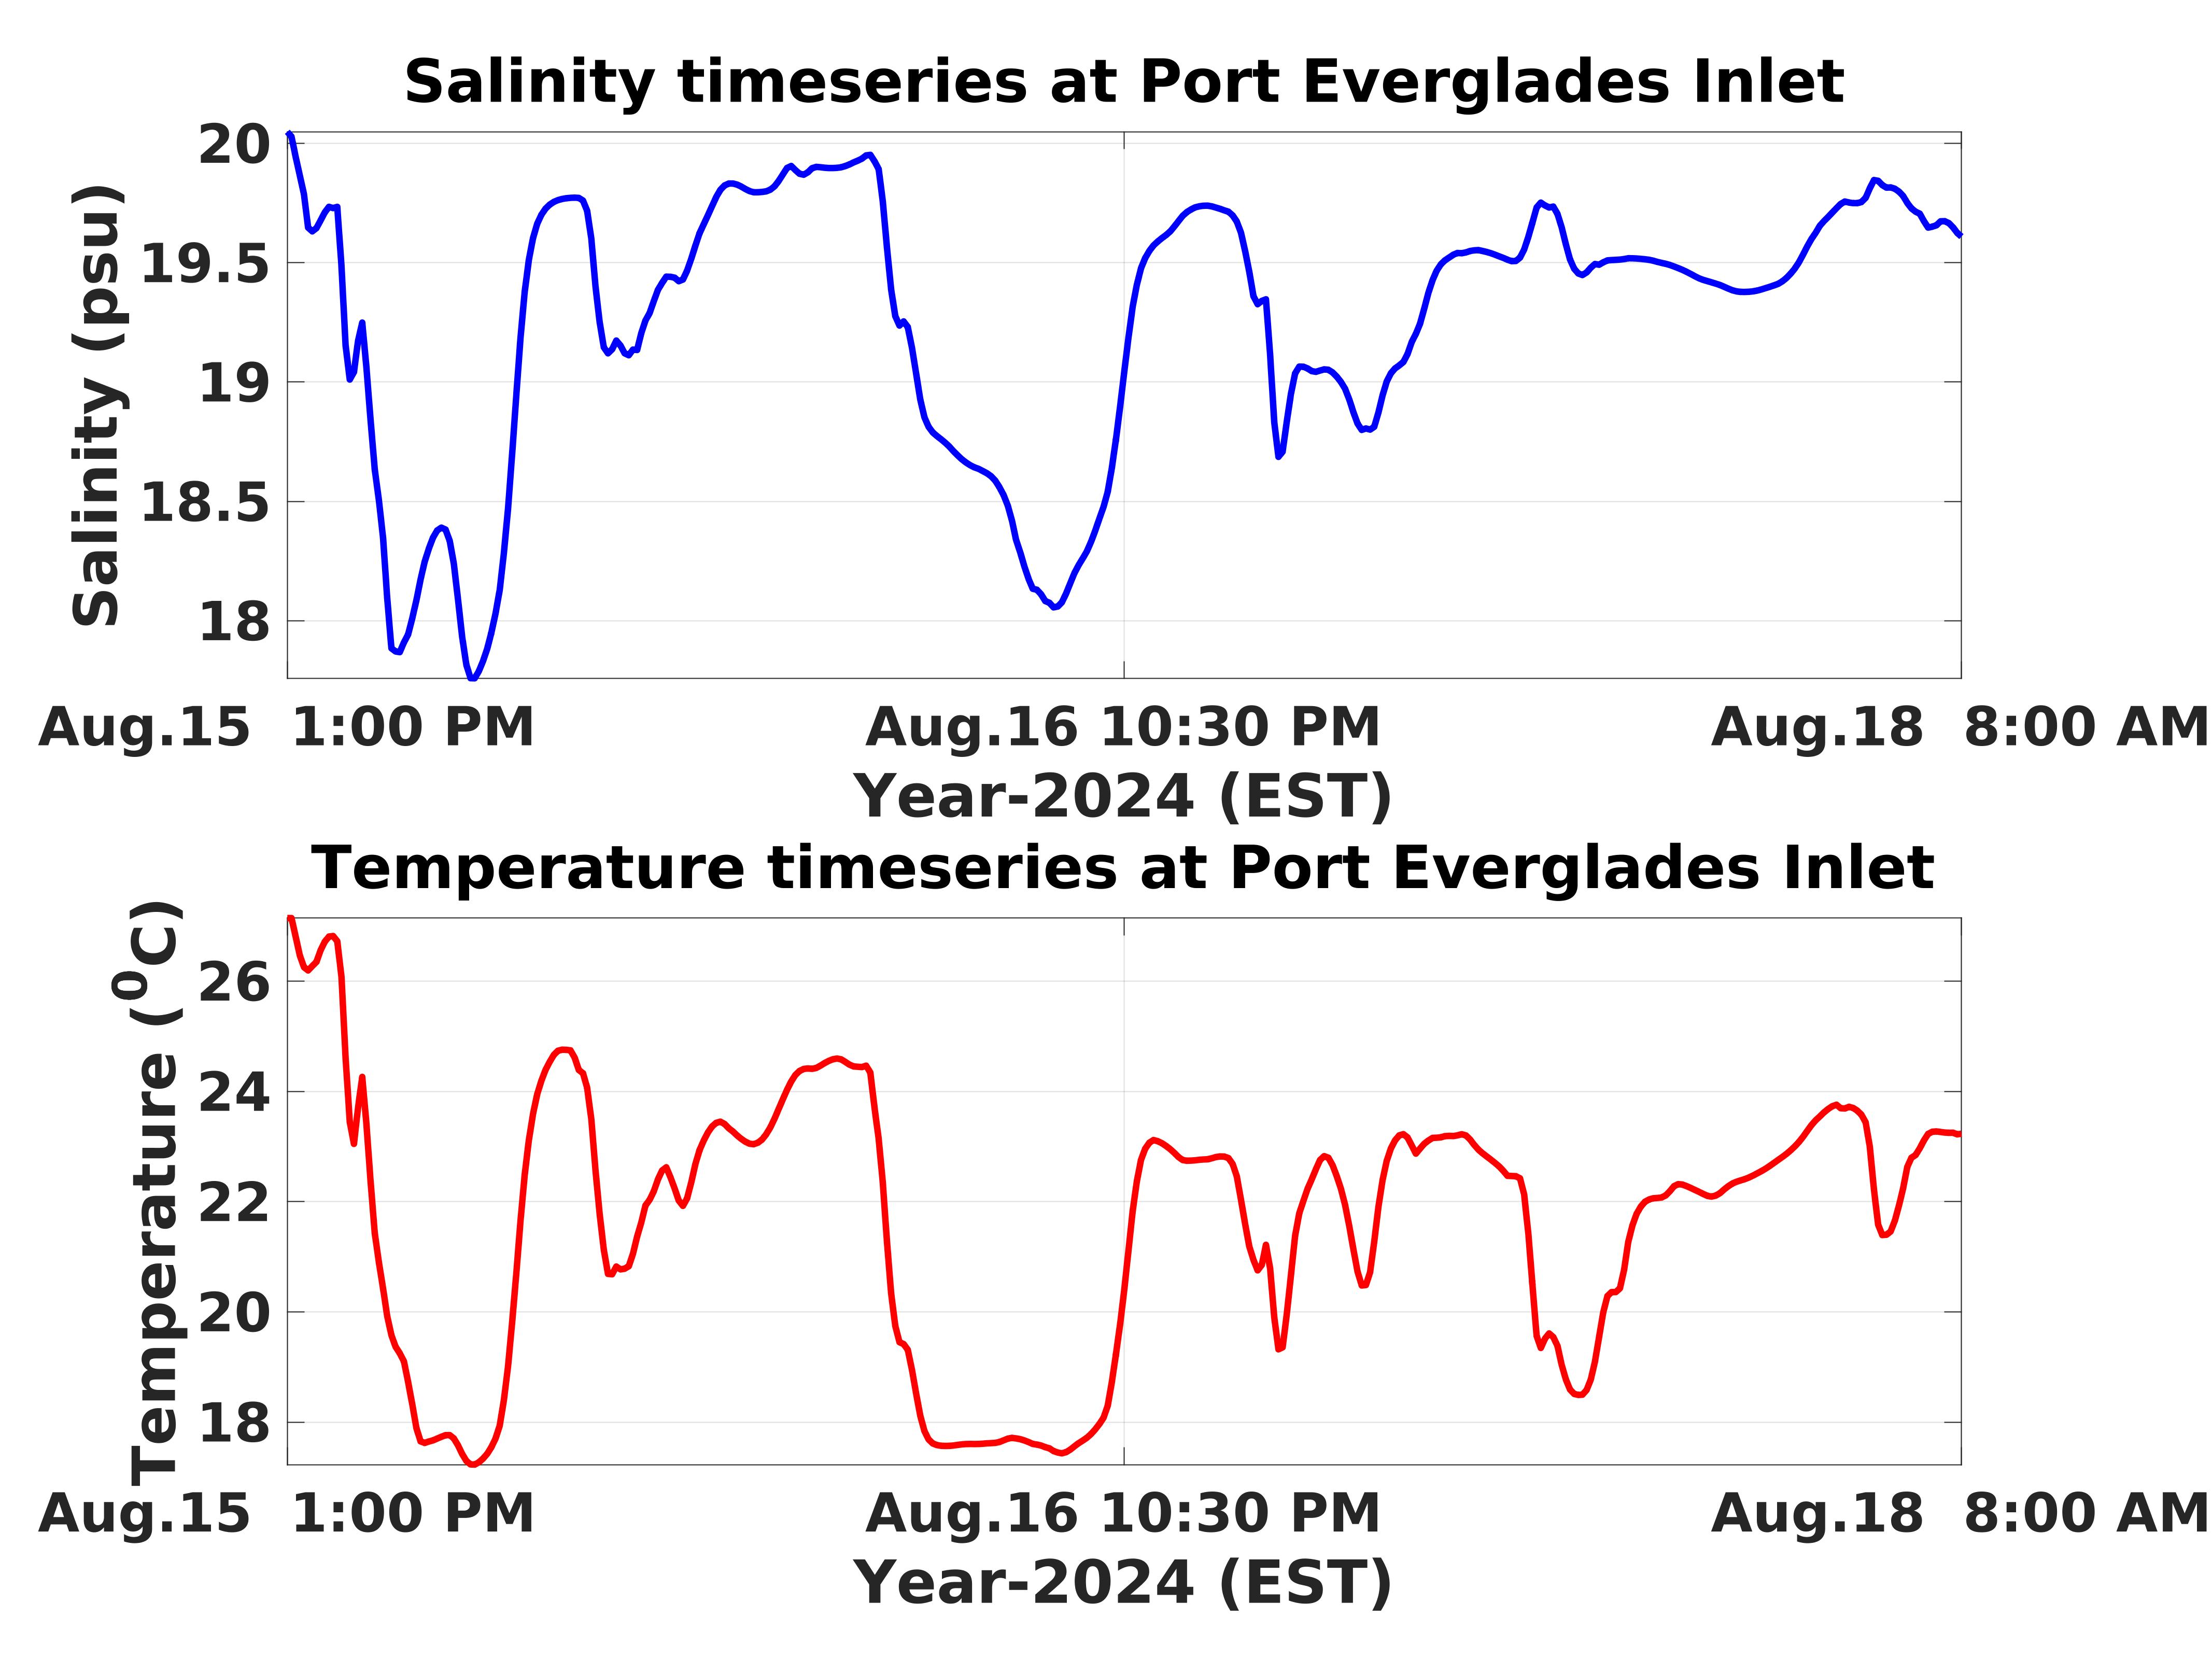 Salinity timeseries at Port Everglades Inlet
Salinity (psu)
20
19.5
19
18.5
18
Aug.15  1:00 PM
Aug.16 10:30 PM
Aug.18  8:00 AM
Year-2024 (EST)
Temperature timeseries at Port Everglades Inlet
Temperature (⁰C)
26
24
22
20
18
Aug.15  1:00 PM
Aug.16 10:30 PM
Aug.18  8:00 AM
Year-2024 (EST)